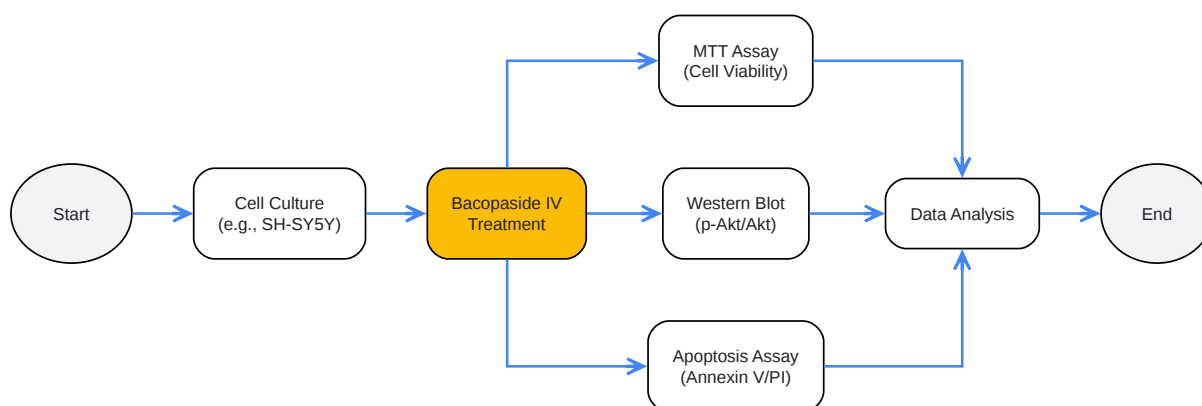 Start
Cell Culture
(e.g., SH-SY5Y)
Bacopaside IV
Treatment
MTT Assay
(Cell Viability)
Western Blot
(p-Akt/Akt)
Apoptosis Assay
(Annexin V/PI)
Data Analysis
End